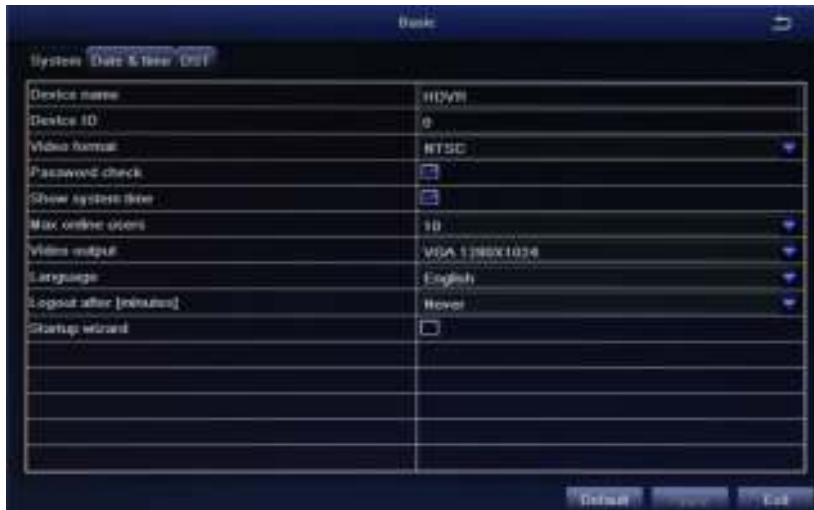 Basic
System Date & time DST
Device name HDVR
Device ID 0
Video format NTSC
Password check
Show system time
Max online users 10
Video output VGA 1280X1024
Language English
Logout after [minutes] Never
Startup wizard
Default Exit